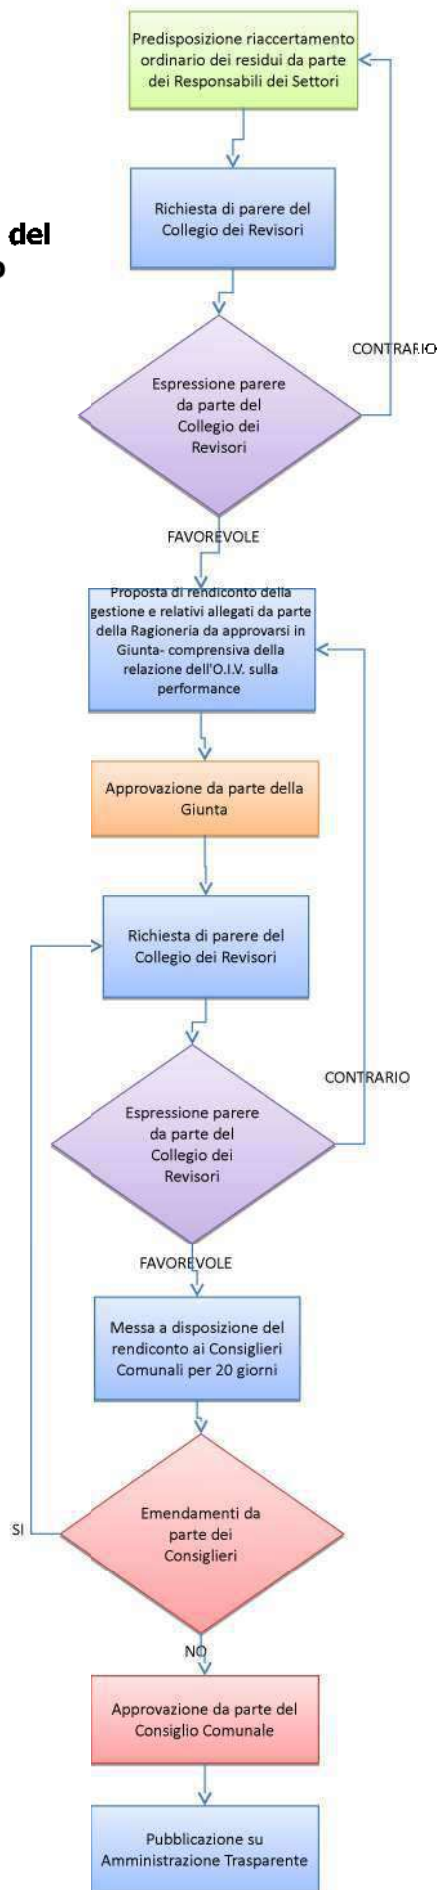 Predisposizione riaccertamento
ordinario dei residui da parte
dei Responsabili dei Settori
Richiesta di parere del
Collegio dei Revisori
del
CONTRARIO
Espressione parere
da parte del
Collegio dei
Revisori
FAVOREVOLE
Proposta di rendiconto della
gestione e relativi allegati da parte
della Ragioneria da approvarsi in
Giunta- comprensiva della
relazione dell'O.I.V. sulla
performance
Approvazione da parte della
Giunta
Richiesta di parere del
Collegio dei Revisori
CONTRARIO
Espressione parere
da parte del
Collegio dei
Revisori
FAVOREVOLE
Messa a disposizione del
rendiconto ai Consiglieri
Comunali per 20 giorni
Emendamenti da
parte dei
Consiglieri
SI
NO
Approvazione da parte del
Consiglio Comunale
Pubblicazione su
Amministrazione Trasparente